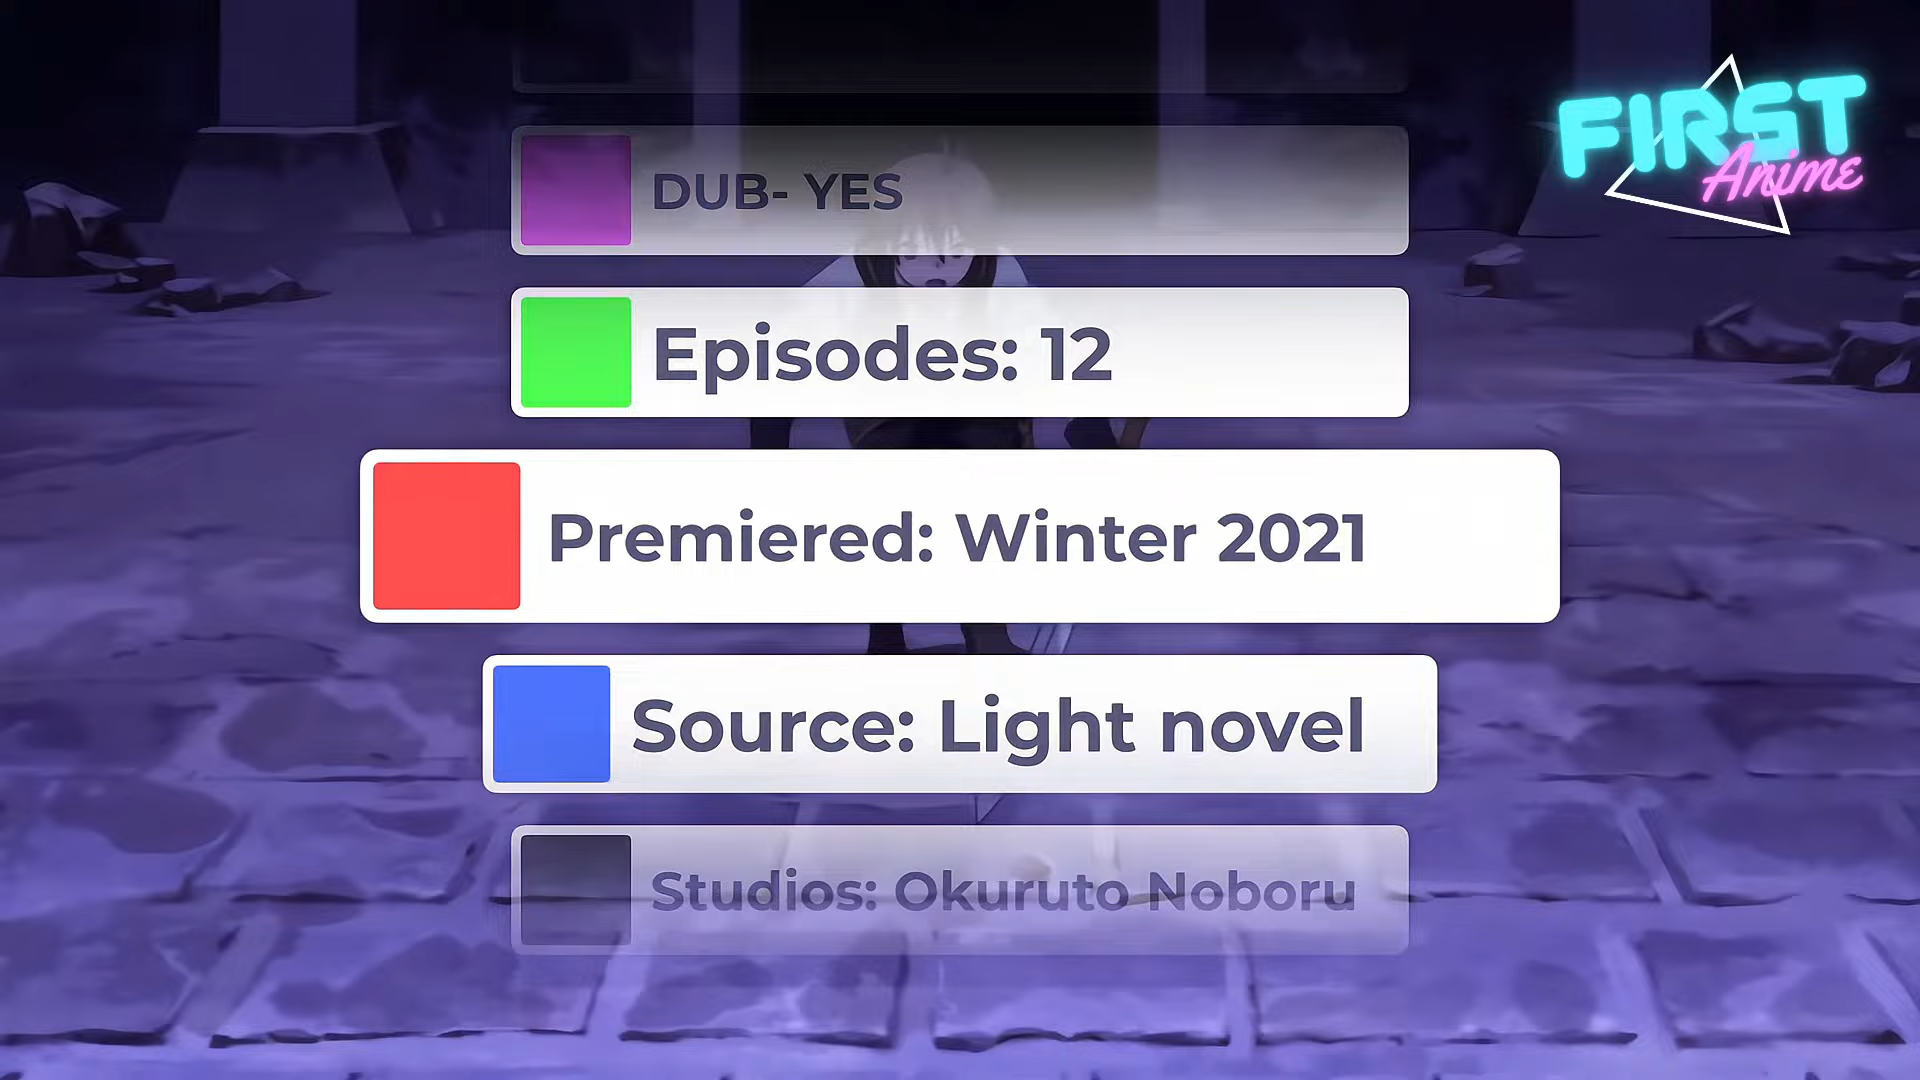 FIRST
Anime
DUB- YES
Episodes: 12
Premiered: Winter 2021
Source: Light novel
Studios: Okuruto Noboru